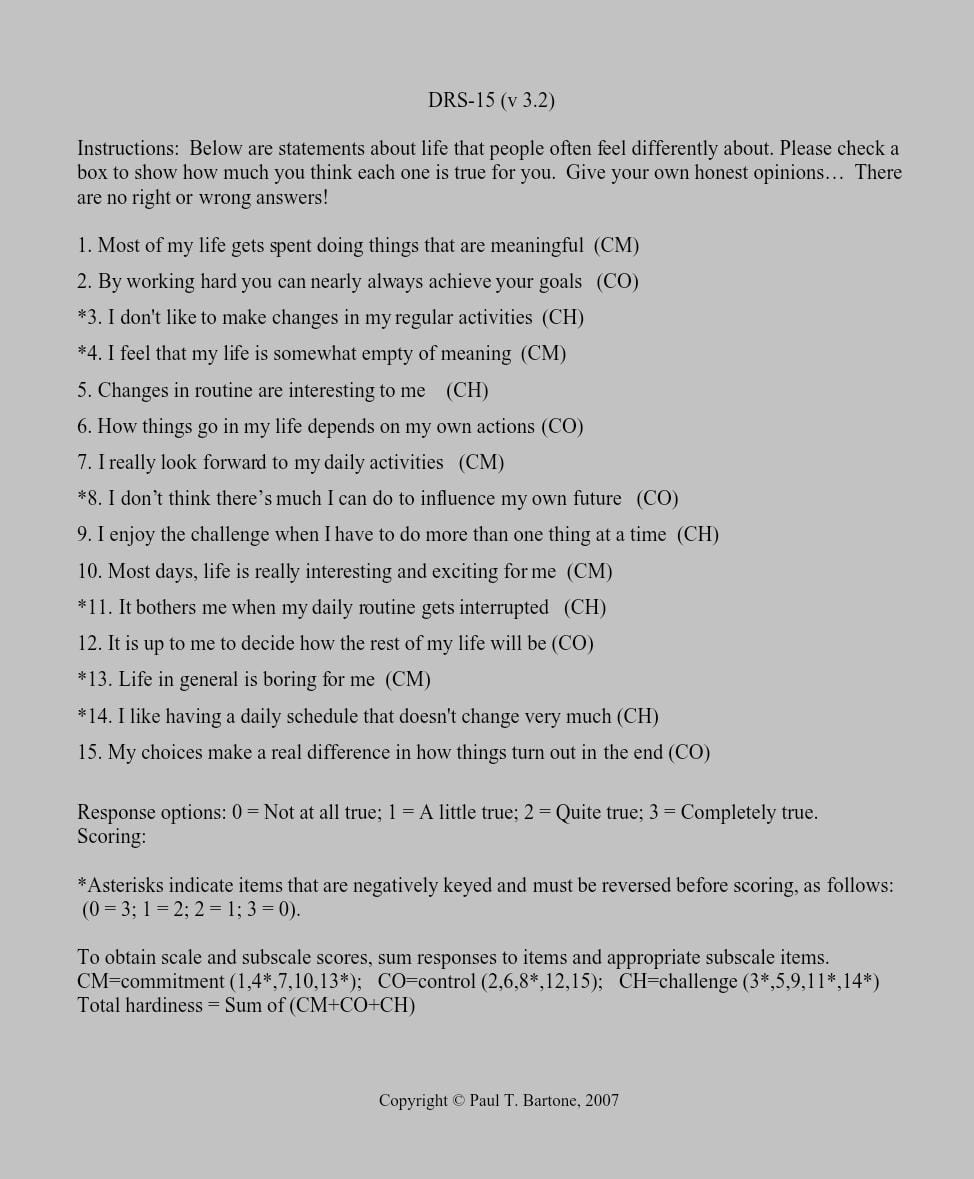 DRS-15 (v 3.2)
Instructions:  Below are statements about life that people often feel differently about. Please check a
box to show how much you think each one is true for you.  Give your own honest opinions…  There
are no right or wrong answers!
1. Most of my life gets spent doing things that are meaningful  (CM)
2. By working hard you can nearly always achieve your goals   (CO)
*3. I don't like to make changes in my regular activities  (CH)
*4. I feel that my life is somewhat empty of meaning  (CM)
5. Changes in routine are interesting to me    (CH)
6. How things go in my life depends on my own actions (CO)
7. I really look forward to my daily activities   (CM)
*8. I don’t think there’s much I can do to influence my own future   (CO)
9. I enjoy the challenge when I have to do more than one thing at a time  (CH)
10. Most days, life is really interesting and exciting for me  (CM)
*11. It bothers me when my daily routine gets interrupted   (CH)
12. It is up to me to decide how the rest of my life will be (CO)
*13. Life in general is boring for me  (CM)
*14. I like having a daily schedule that doesn't change very much (CH)
15. My choices make a real difference in how things turn out in the end (CO)
Response options: 0 = Not at all true; 1 = A little true; 2 = Quite true; 3 = Completely true.
Scoring:
*Asterisks indicate items that are negatively keyed and must be reversed before scoring, as follows:
(0 = 3; 1 = 2; 2 = 1; 3 = 0).
To obtain scale and subscale scores, sum responses to items and appropriate subscale items.
CM=commitment (1,4*,7,10,13*);   CO=control (2,6,8*,12,15);   CH=challenge (3*,5,9,11*,14*)
Total hardiness = Sum of (CM+CO+CH)
Copyright © Paul T. Bartone, 2007